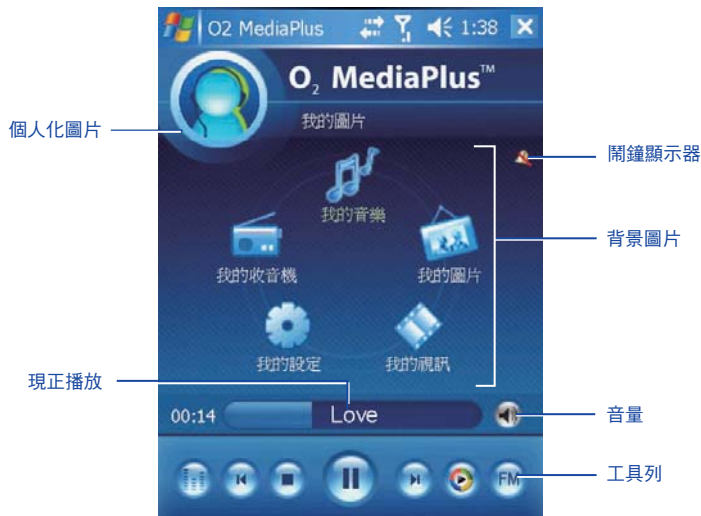 O2 MediaPlus 1:38
O2 MediaPlus™
我的圖片
個人化圖片
鬧鐘顯示器
我的音樂
背景圖片
我的收音機
我的圖片
我的設定
我的視訊
現正播放
00:14
Love
音量
工具列
FM